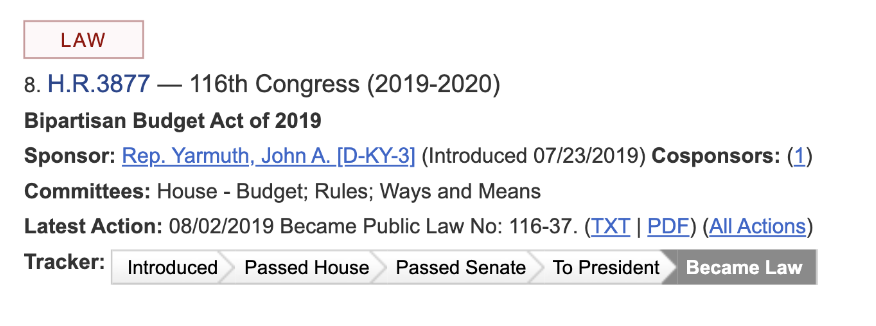 LAW
8. H.R.3877 — 116th Congress (2019-2020)
Bipartisan Budget Act of 2019
Sponsor: Rep. Yarmuth, John A. [D-KY-3] (Introduced 07/23/2019) Cosponsors: (1)
Committees: House - Budget; Rules; Ways and Means
Latest Action: 08/02/2019 Became Public Law No: 116-37. (TXT | PDF) (All Actions)
Tracker: Introduced Passed House Passed Senate To President Became Law